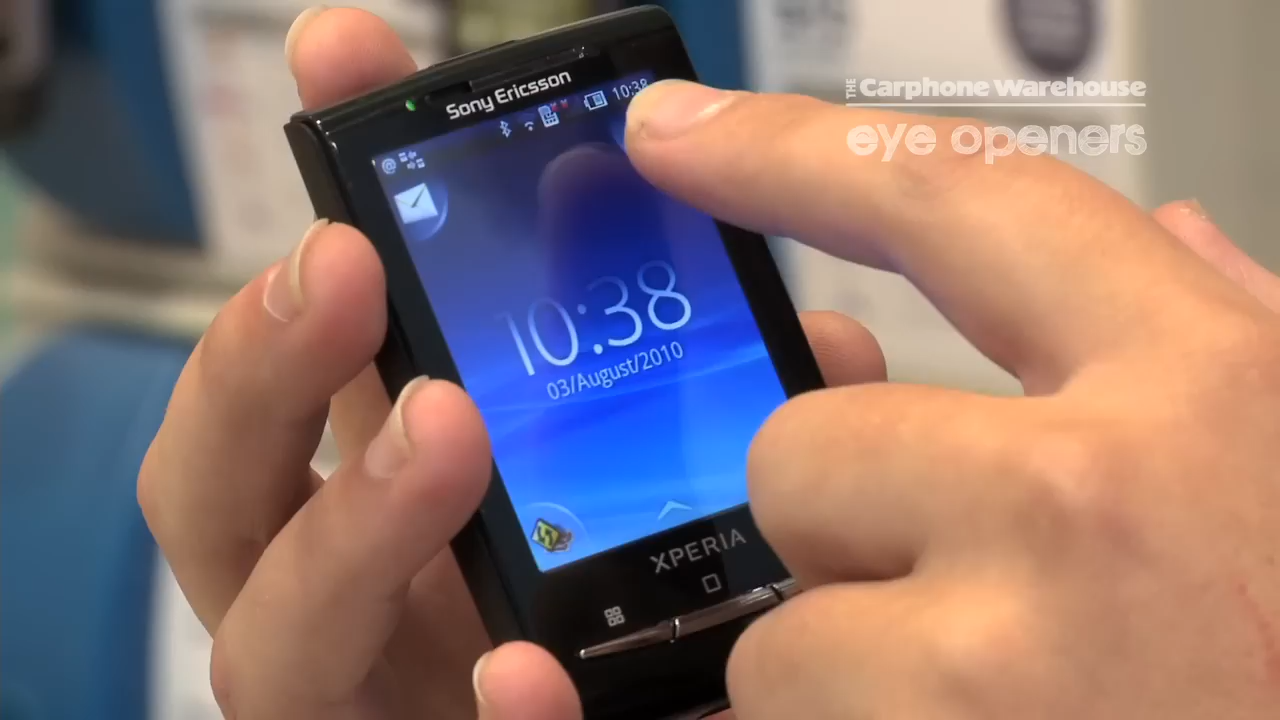 THE Carphone Warehouse
eye openers
Sony Ericsson
10:38
10:38
03/August/2010
XPERIA